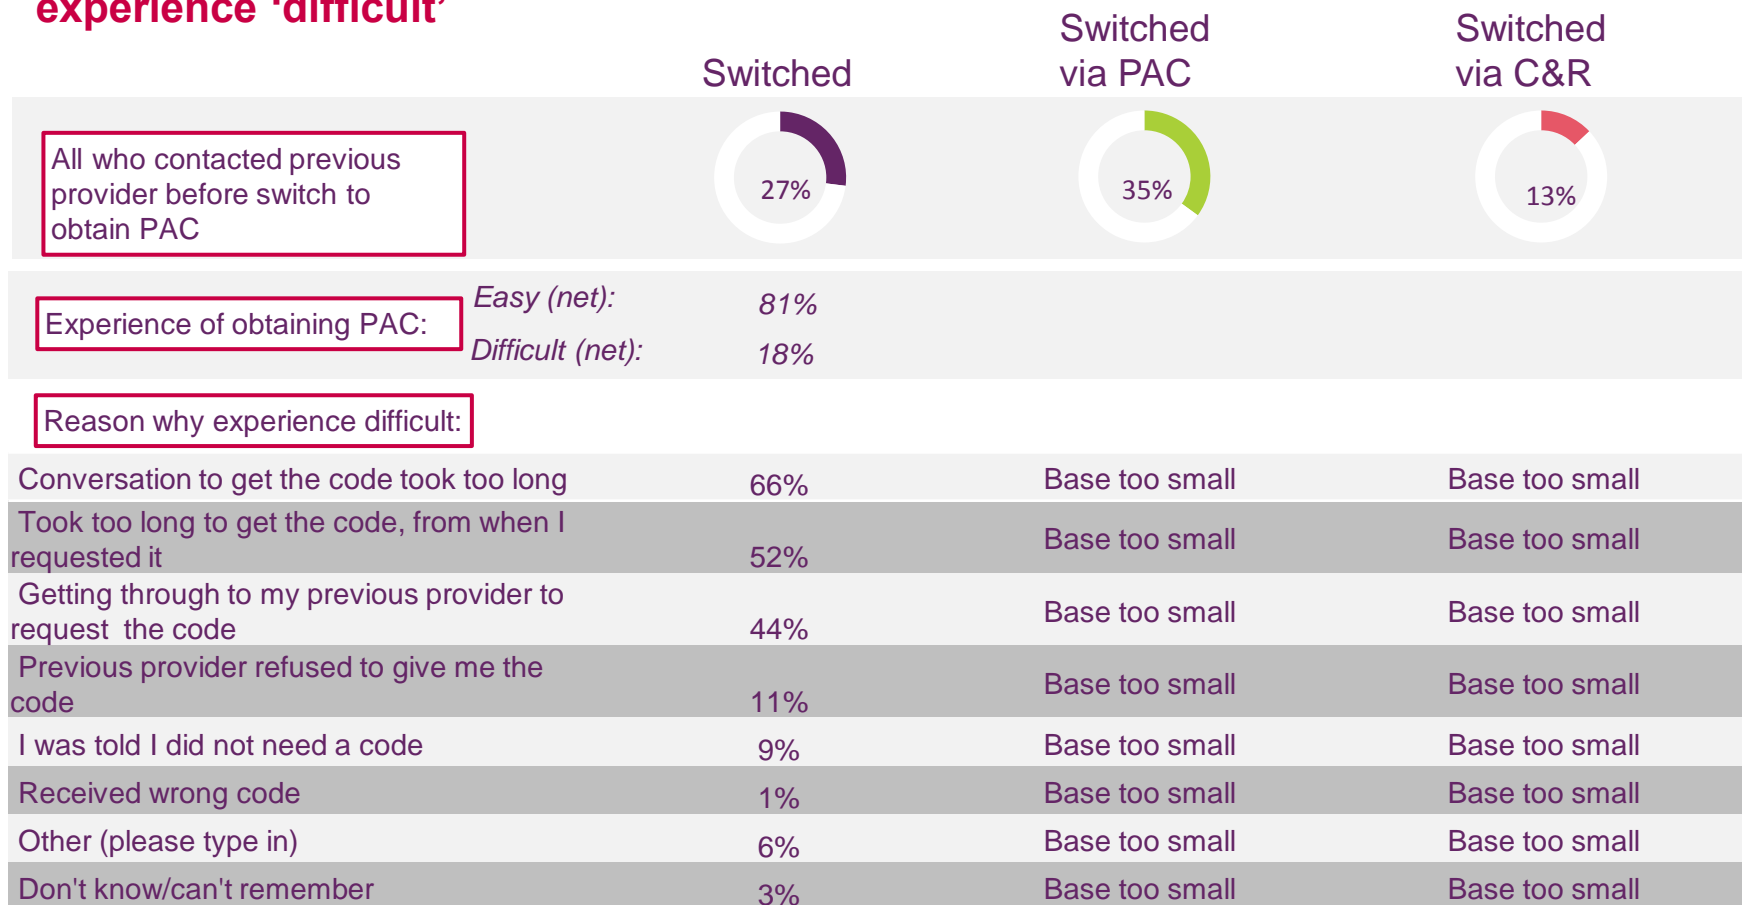 experience ‘difficult’
Switched
Switched
via PAC
Switched
via C&R
All who contacted previous
provider before switch to
obtain PAC
27%
35%
13%
Experience of obtaining PAC:
Easy (net):
81%
Difficult (net):
18%
Reason why experience difficult:
Conversation to get the code took too long
66%
Base too small
Base too small
Took too long to get the code, from when I
requested it
52%
Base too small
Base too small
Getting through to my previous provider to
request  the code
44%
Base too small
Base too small
Previous provider refused to give me the
code
11%
Base too small
Base too small
I was told I did not need a code
9%
Base too small
Base too small
Received wrong code
1%
Base too small
Base too small
Other (please type in)
6%
Base too small
Base too small
Don't know/can't remember
3%
Base too small
Base too small